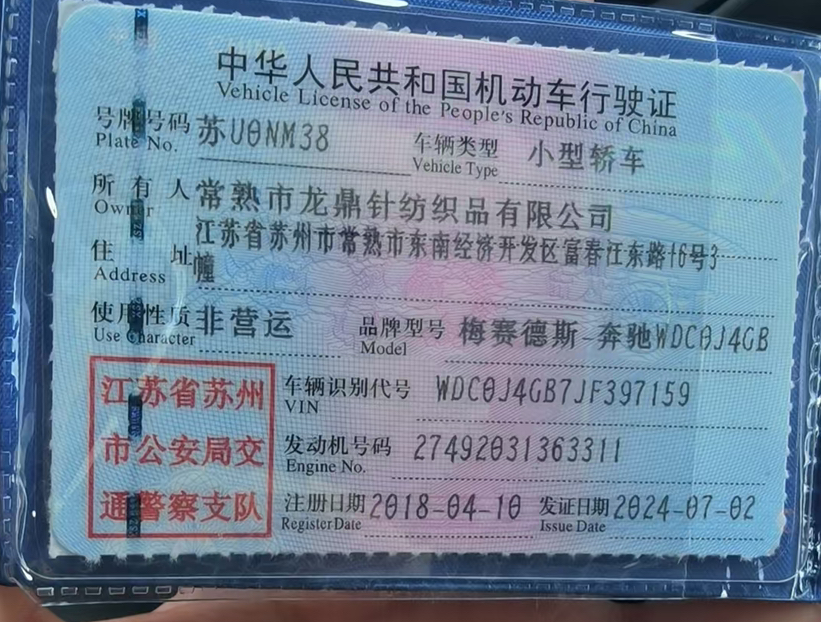 中华人民共和国机动车行驶证
Vehicle License of the People's Republic of China
号牌号码 苏U0NM38 车辆类型 小型轿车
Plate No. Vehicle Type
所有人 常熟市龙鼎针纺织品有限公司
Owner
住址 江苏省苏州市常熟市东南经济开发区富春江东路16号3
Address 幢
使用性质 非营运 品牌型号 梅赛德斯-奔驰WDC0J4GB
Use Character Model
江苏省苏州
市公安局交
通警察支队
车辆识别代号 WDC0J4GB7JF397159
VIN
发动机号码 27492031363311
Engine No.
注册日期 2018-04-10 发证日期 2024-07-02
Register Date Issue Date